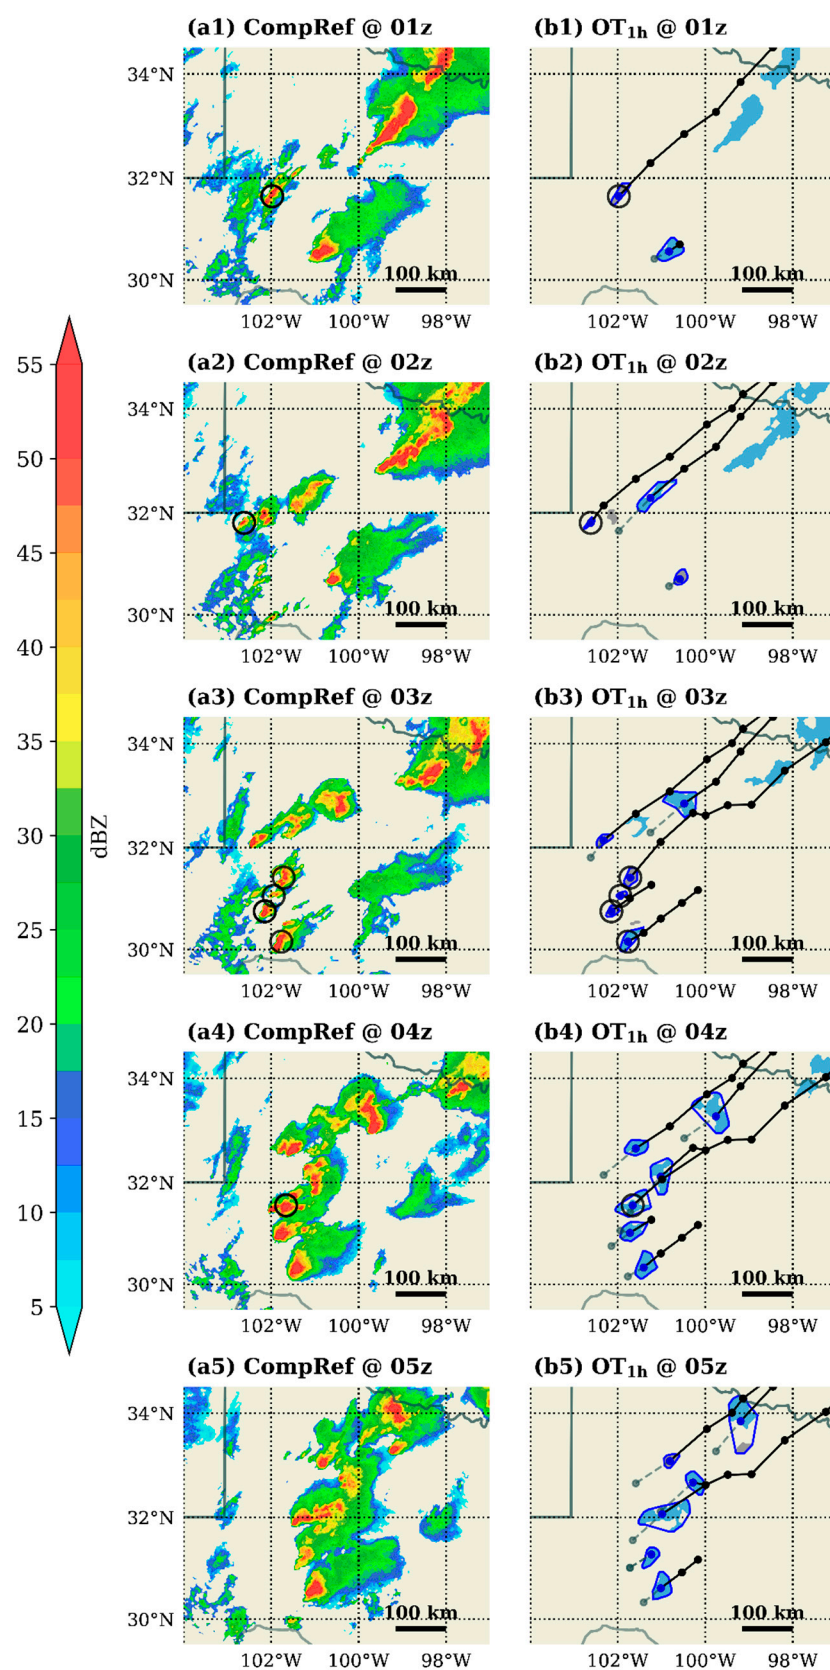 (a1) CompRef @ 01z
(b1) OT1h @ 01z
34°N
32°N
30°N
100 km
100 km
102°W 100°W 98°W
102°W 100°W 98°W
(a2) CompRef @ 02z
(b2) OT1h @ 02z
34°N
32°N
30°N
100 km
100 km
102°W 100°W 98°W
102°W 100°W 98°W
(a3) CompRef @ 03z
(b3) OT1h @ 03z
34°N
32°N
30°N
100 km
100 km
102°W 100°W 98°W
102°W 100°W 98°W
(a4) CompRef @ 04z
(b4) OT1h @ 04z
34°N
32°N
30°N
100 km
100 km
102°W 100°W 98°W
102°W 100°W 98°W
(a5) CompRef @ 05z
(b5) OT1h @ 05z
34°N
32°N
30°N
100 km
100 km
102°W 100°W 98°W
102°W 100°W 98°W
55
50
45
40
35
30
25
20
15
10
5
dBZ